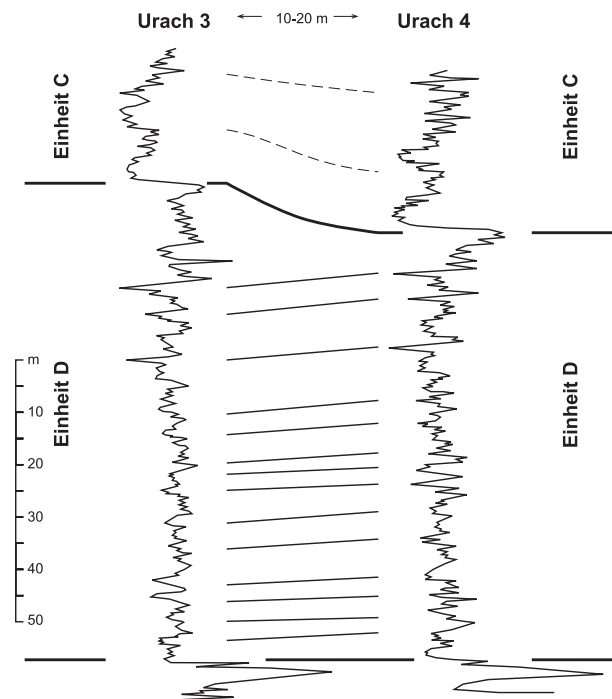 Urach 3
10-20 m
Urach 4
Einheit C
Einheit C
Einheit D
Einheit D
m
10
20
30
40
50